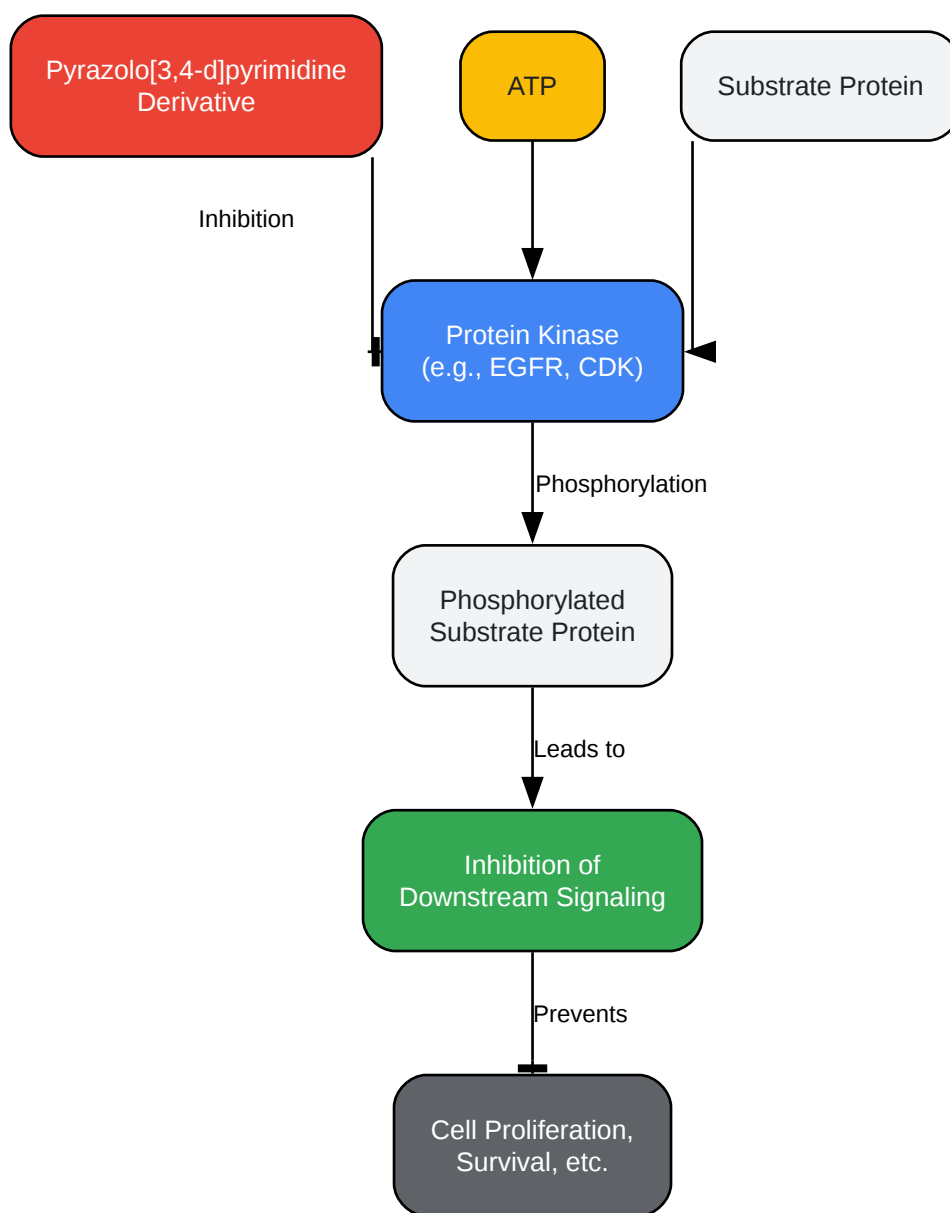 Pyrazolo[3,4-d]pyrimidine
Derivative
ATP
Substrate Protein
Inhibition
Protein Kinase
(e.g., EGFR, CDK)
Phosphorylation
Phosphorylated
Substrate Protein
Leads to
Inhibition of
Downstream Signaling
Prevents
Cell Proliferation,
Survival, etc.